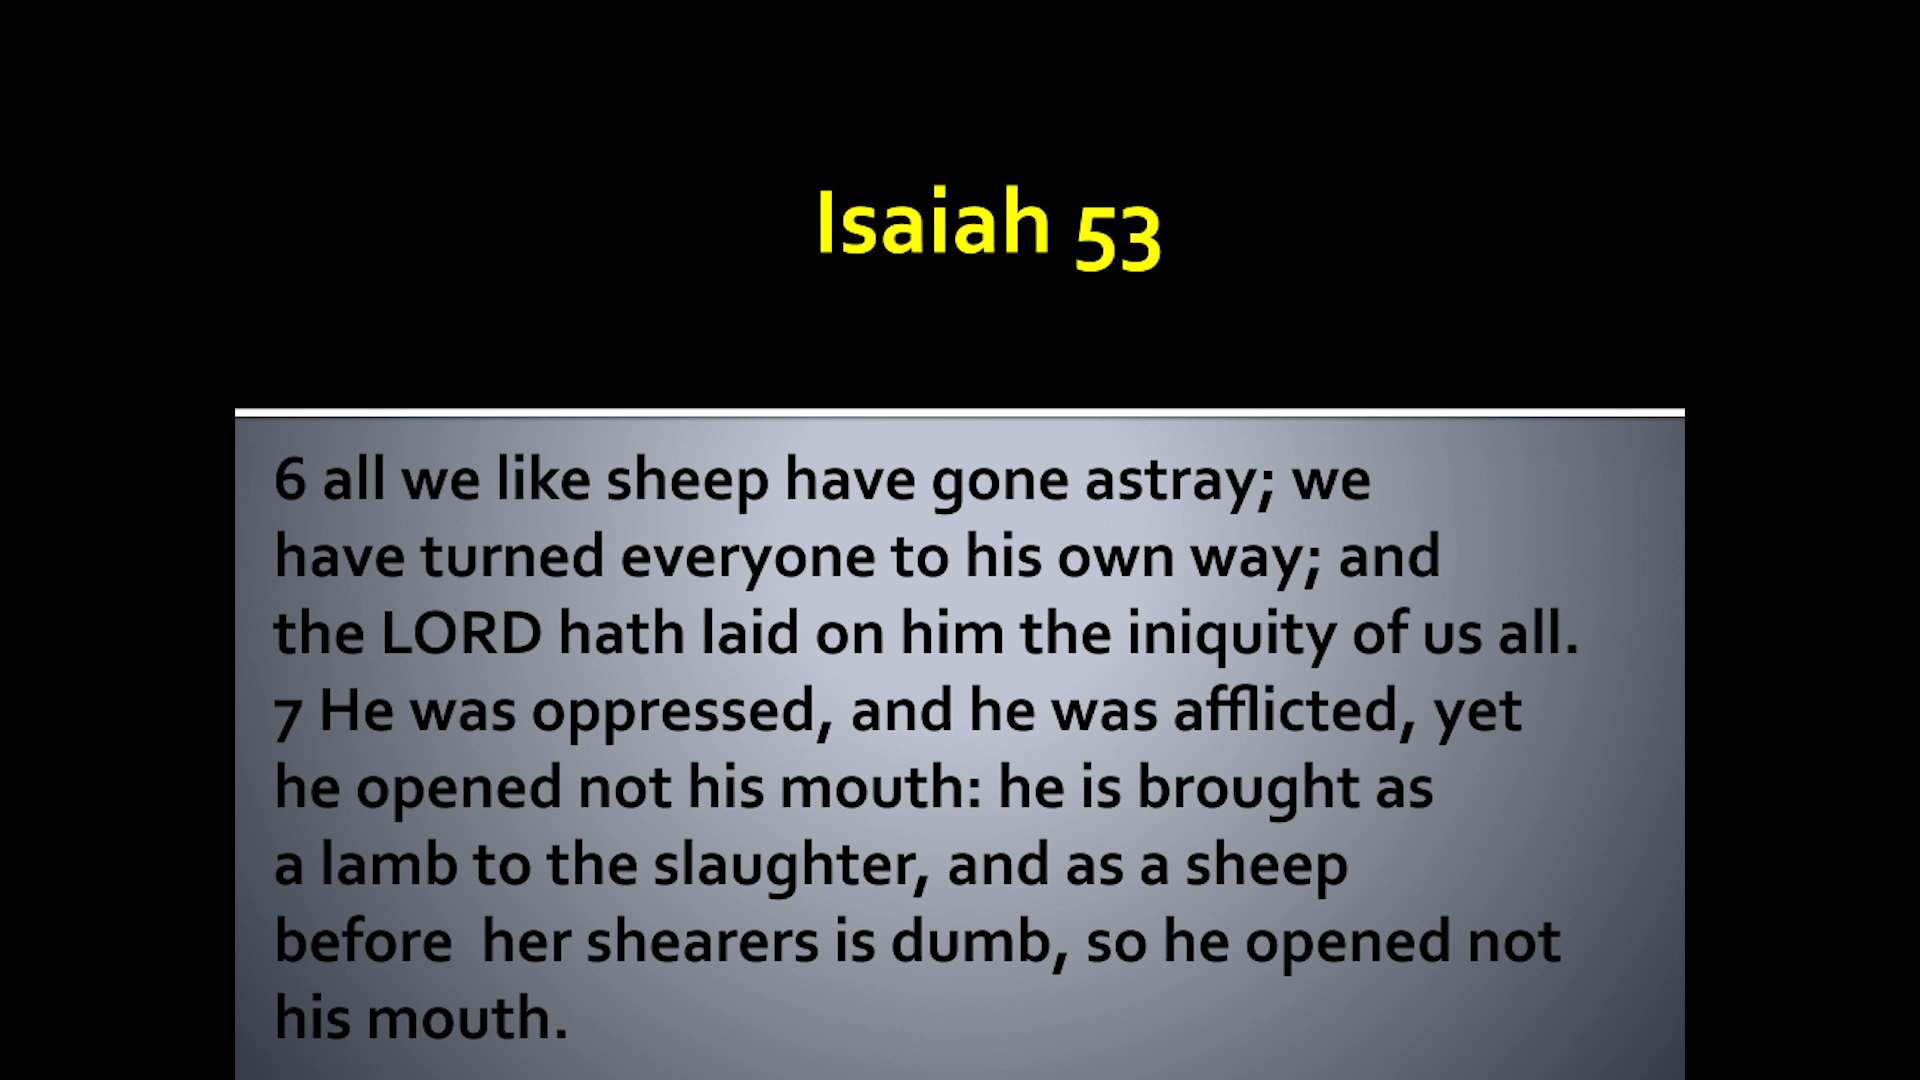 Isaiah 53
6 all we like sheep have gone astray; we
have turned everyone to his own way; and
the LORD hath laid on him the iniquity of us all.
7 He was oppressed, and he was afflicted, yet
he opened not his mouth: he is brought as
a lamb to the slaughter, and as a sheep
before  her shearers is dumb, so he opened not
his mouth.